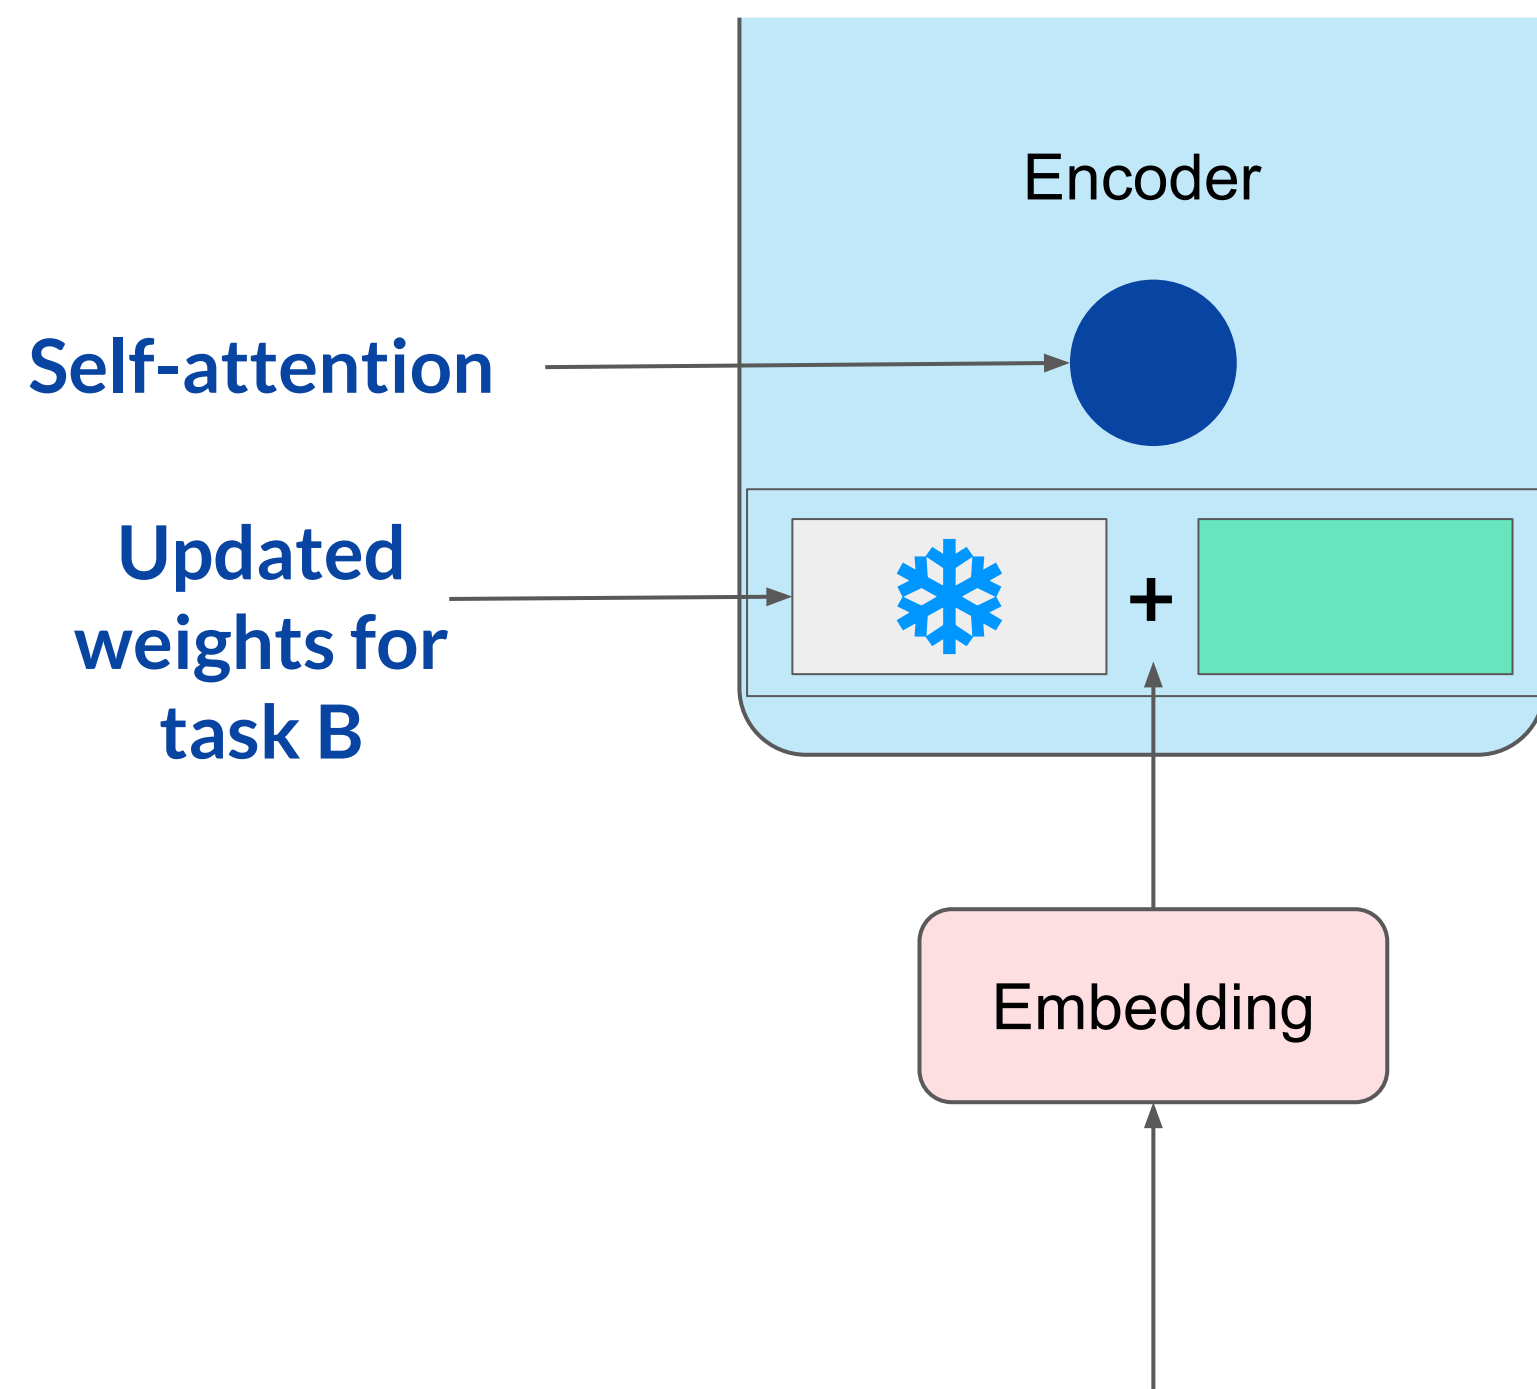 Encoder
Self-attention
Updated
weights for
task B
+
Embedding